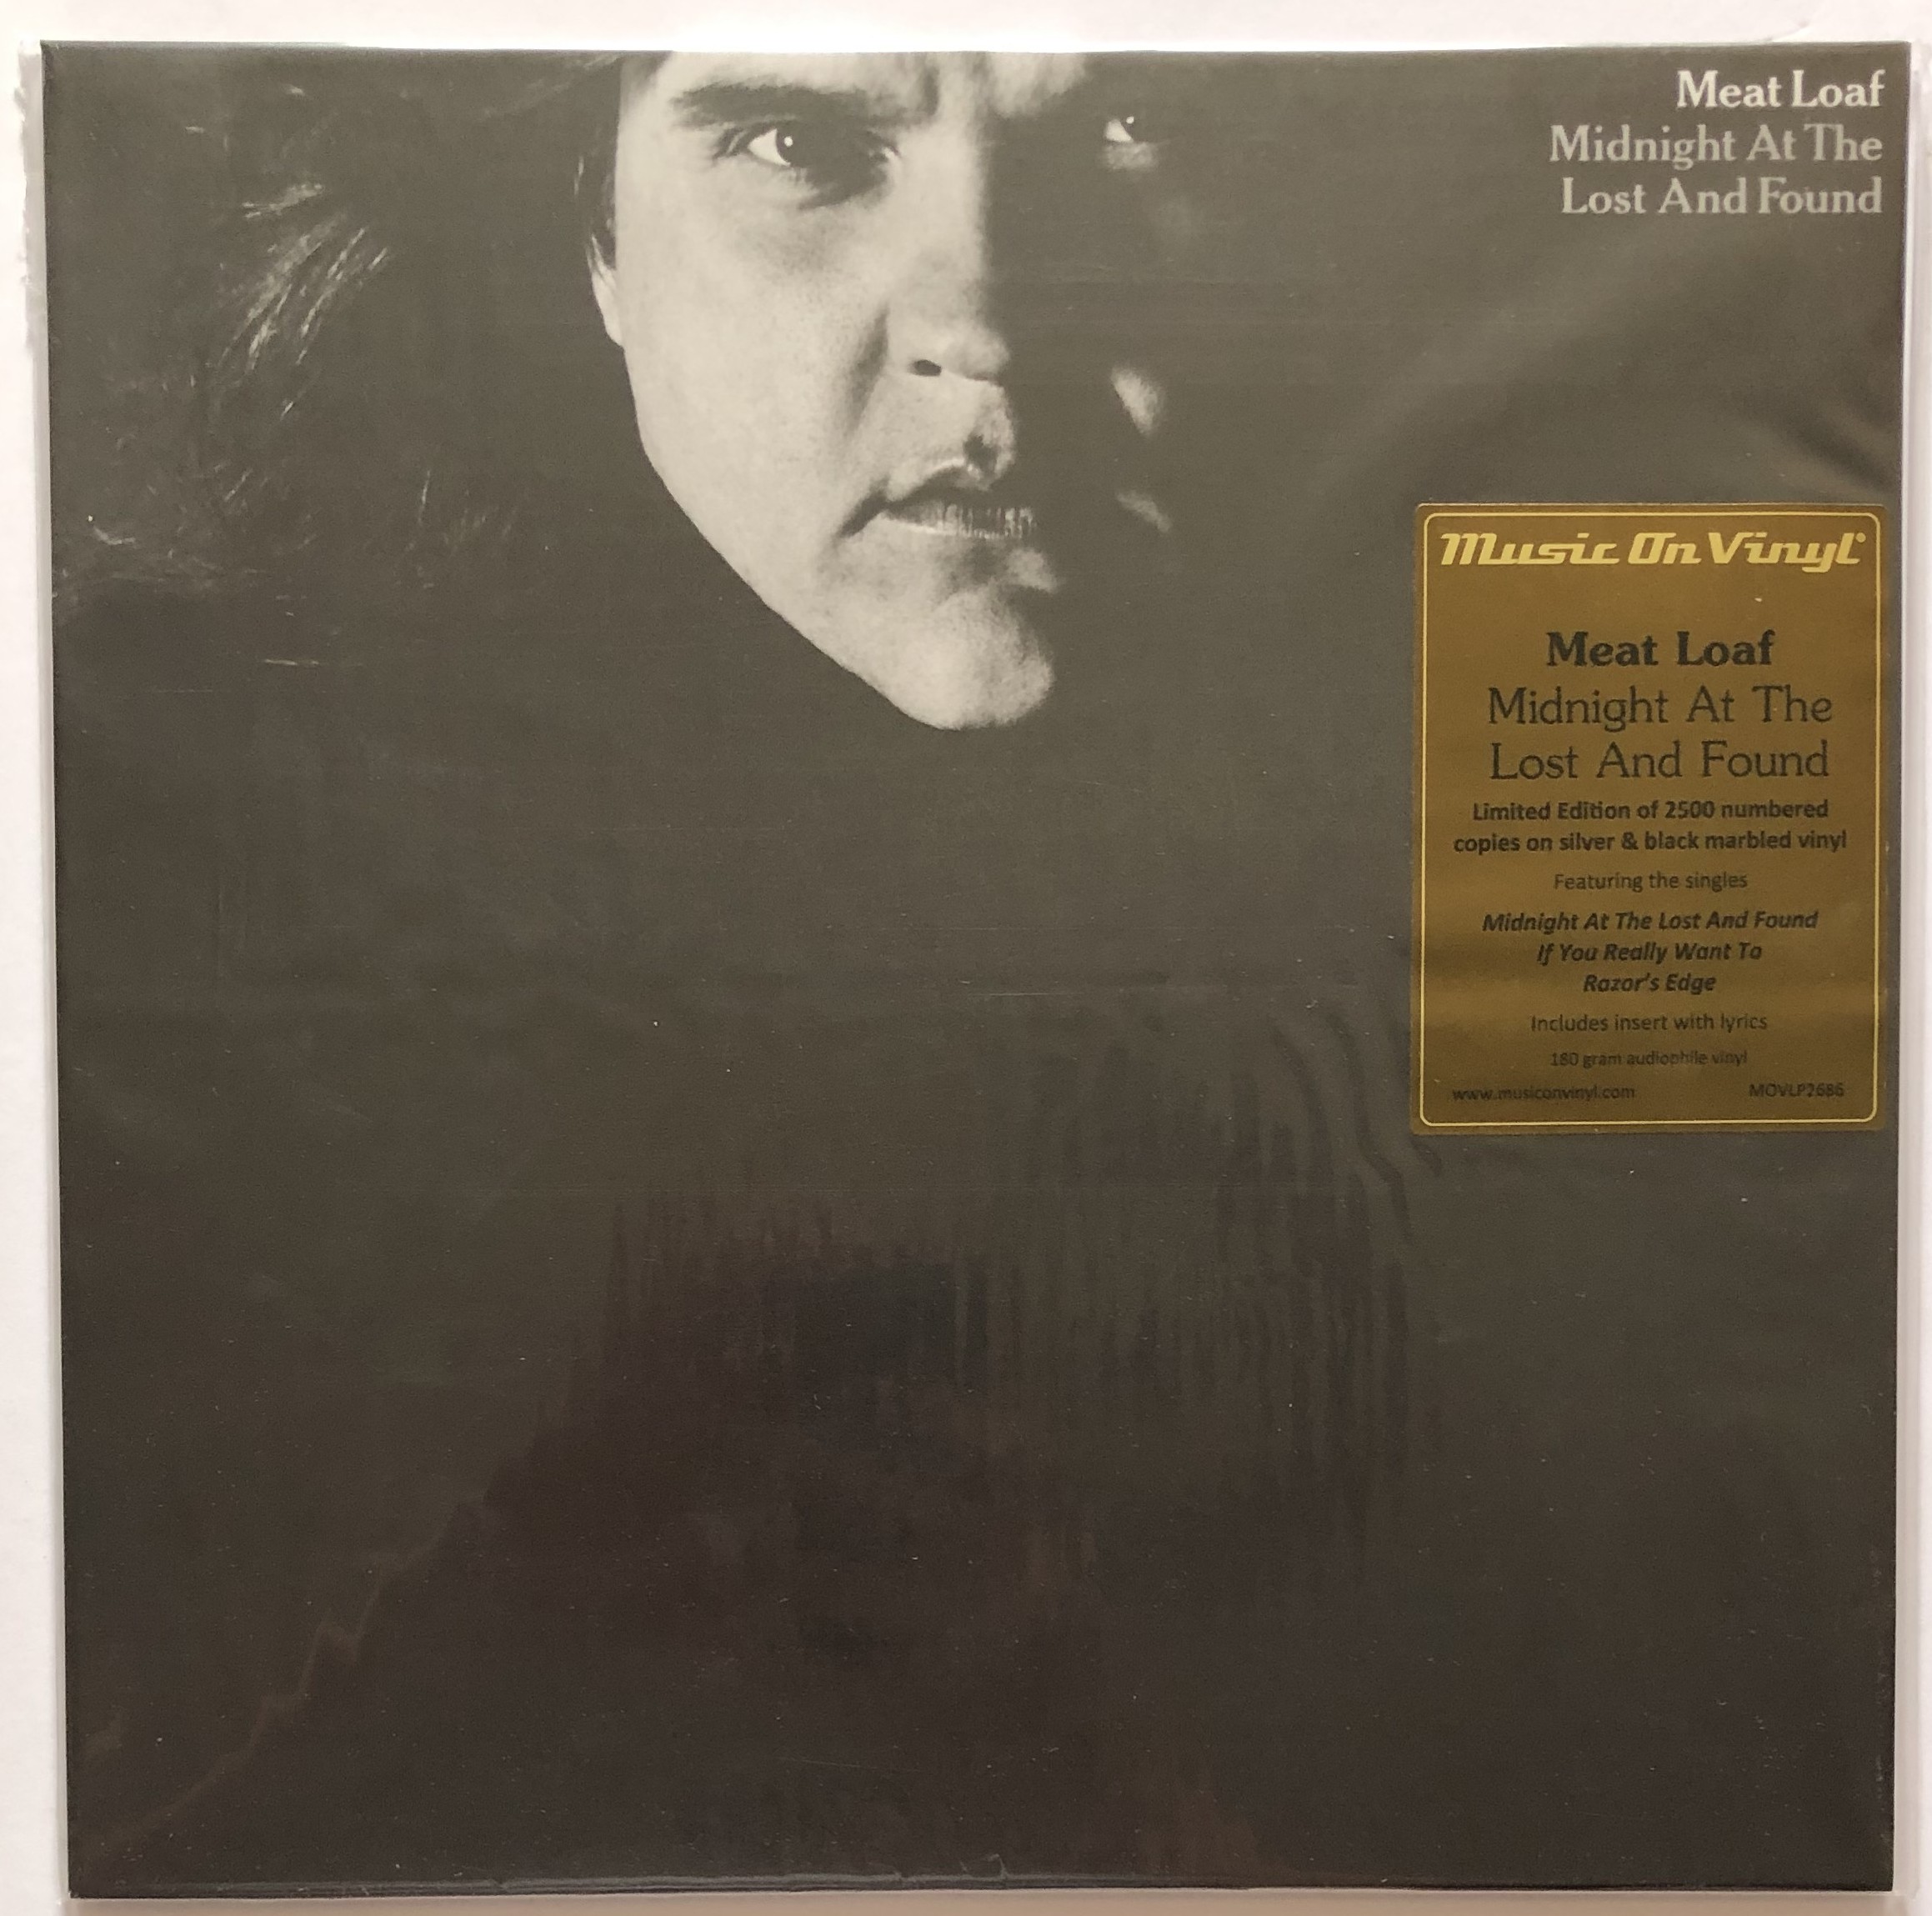 Meat Loaf
Midnight At The
Lost And Found
Music On Vinyl®
Meat Loaf
Midnight At The
Lost And Found
Limited Edition of 2500 numbered
copies on silver & black marbled vinyl
Featuring the singles
Midnight At The Lost And Found
If You Really Want To
Razor's Edge
Includes insert with lyrics
180 gram audiophile vinyl
www.musiconvinyl.com MOVLP2686